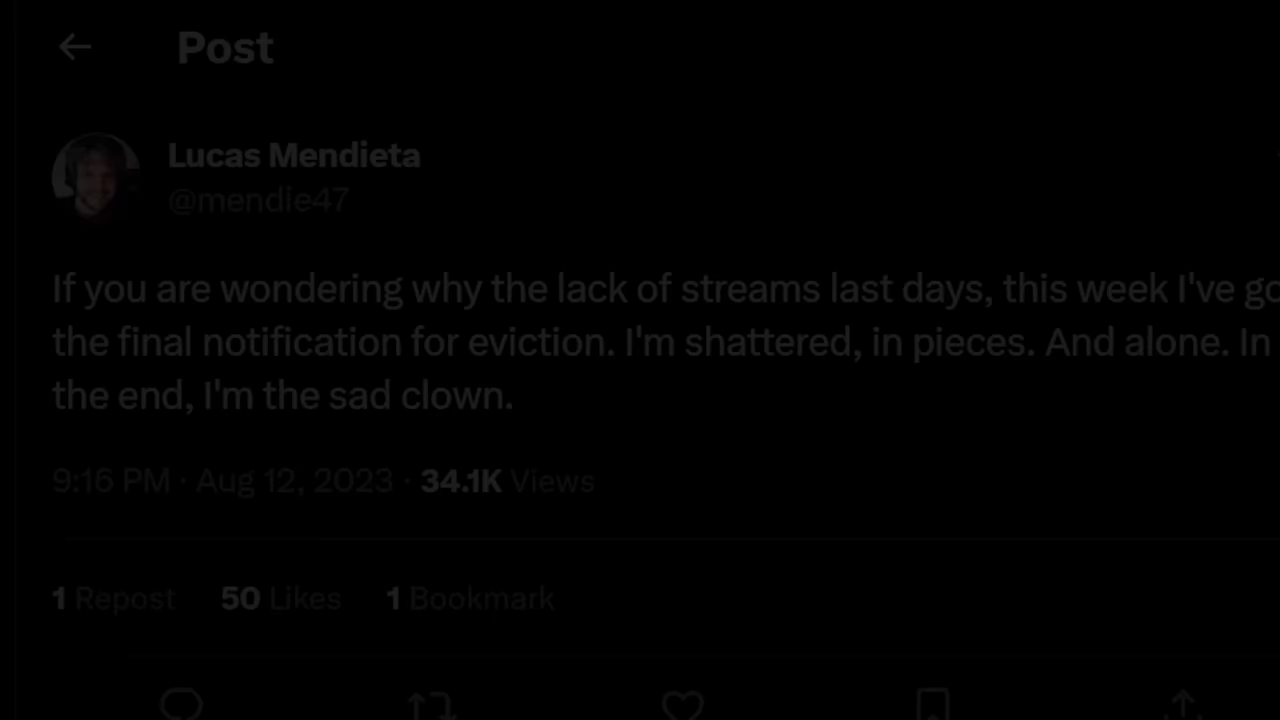 Post
Lucas Mendieta
@mendie47
If you are wondering why the lack of streams last days, this week I've go
the final notification for eviction. I'm shattered, in pieces. And alone. In
the end, I'm the sad clown.
9:16 PM · Aug 12, 2023 · 34.1K Views
1 Repost 50 Likes 1 Bookmark